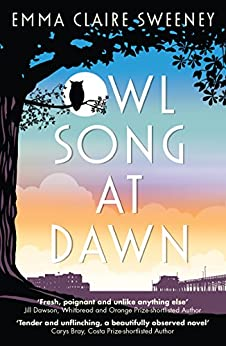 EMMA CLAIRE SWEENEY
OWL
SONG
AT
DAWN
'Fresh, poignant and unlike anything else'
Jill Dawson, Whitbread and Orange Prize-shortlisted Author
'Tender and unflinching, a beautifully observed novel'
Carys Bray, Costa Prize-shortlisted Author